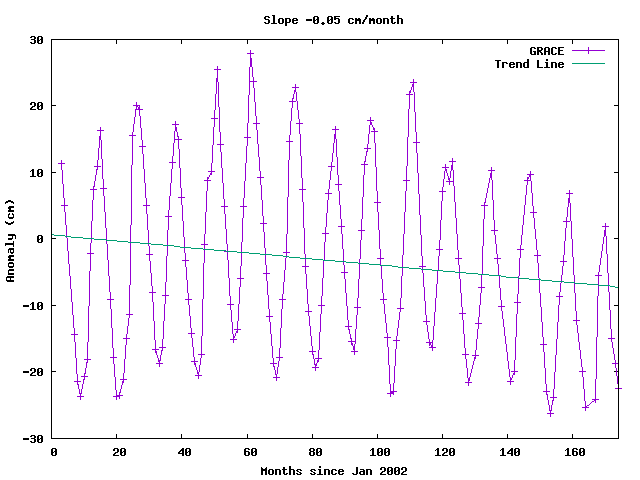 Slope -0.05 cm/month
GRACE
Trend Line
30
20
10
0
-10
-20
-30
Anomaly (cm)
0 20 40 60 80 100 120 140 160
Months since Jan 2002